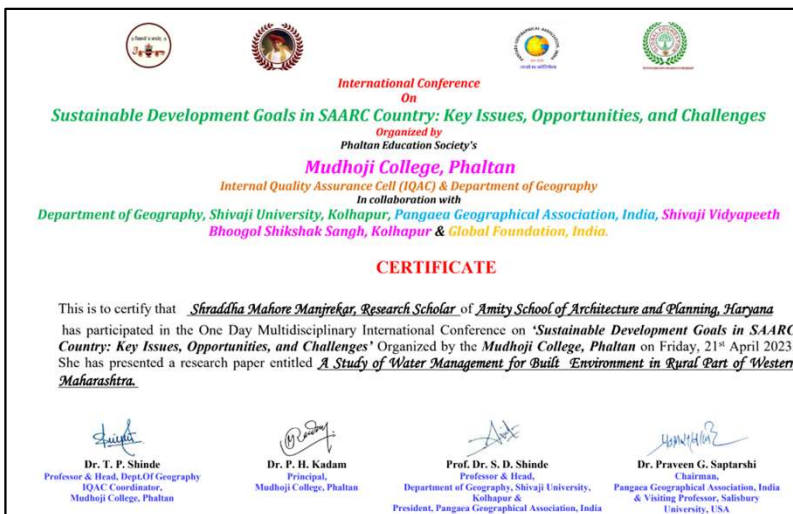 International Conference
On
Sustainable Development Goals in SAARC Country: Key Issues, Opportunities, and Challenges
Organized by
Phaltan Education Society's
Mudhoji College, Phaltan
Internal Quality Assurance Cell (IQAC) & Department of Geography
In collaboration with
Department of Geography, Shivaji University, Kolhapur, Pangaea Geographical Association, India, Shivaji Vidyapeeth
Bhoogol Shikshak Sangh, Kolhapur & Global Foundation, India.
CERTIFICATE
This is to certify that Shraddha Mahore Manjrekar, Research Scholar of Amity School of Architecture and Planning, Haryana
has participated in the One Day Multidisciplinary International Conference on ‘Sustainable Development Goals in SAARC
Country: Key Issues, Opportunities, and Challenges’ Organized by the Mudhoji College, Phaltan on Friday, 21st April 2023
She has presented a research paper entitled A Study of Water Management for Built Environment in Rural Part of Western
Maharashtra.
Dr. T. P. Shinde
Professor & Head, Dept.Of Geography
IQAC Coordinator,
Mudhoji College, Phaltan
Dr. P. H. Kadam
Principal,
Mudhoji College, Phaltan
Prof. Dr. S. D. Shinde
Professor & Head,
Department of Geography, Shivaji University,
Kolhapur &
President, Pangaea Geographical Association, India
Dr. Praveen G. Saptarshi
Chairman,
Pangaea Geographical Association, India
& Visiting Professor, Salisbury
University, USA